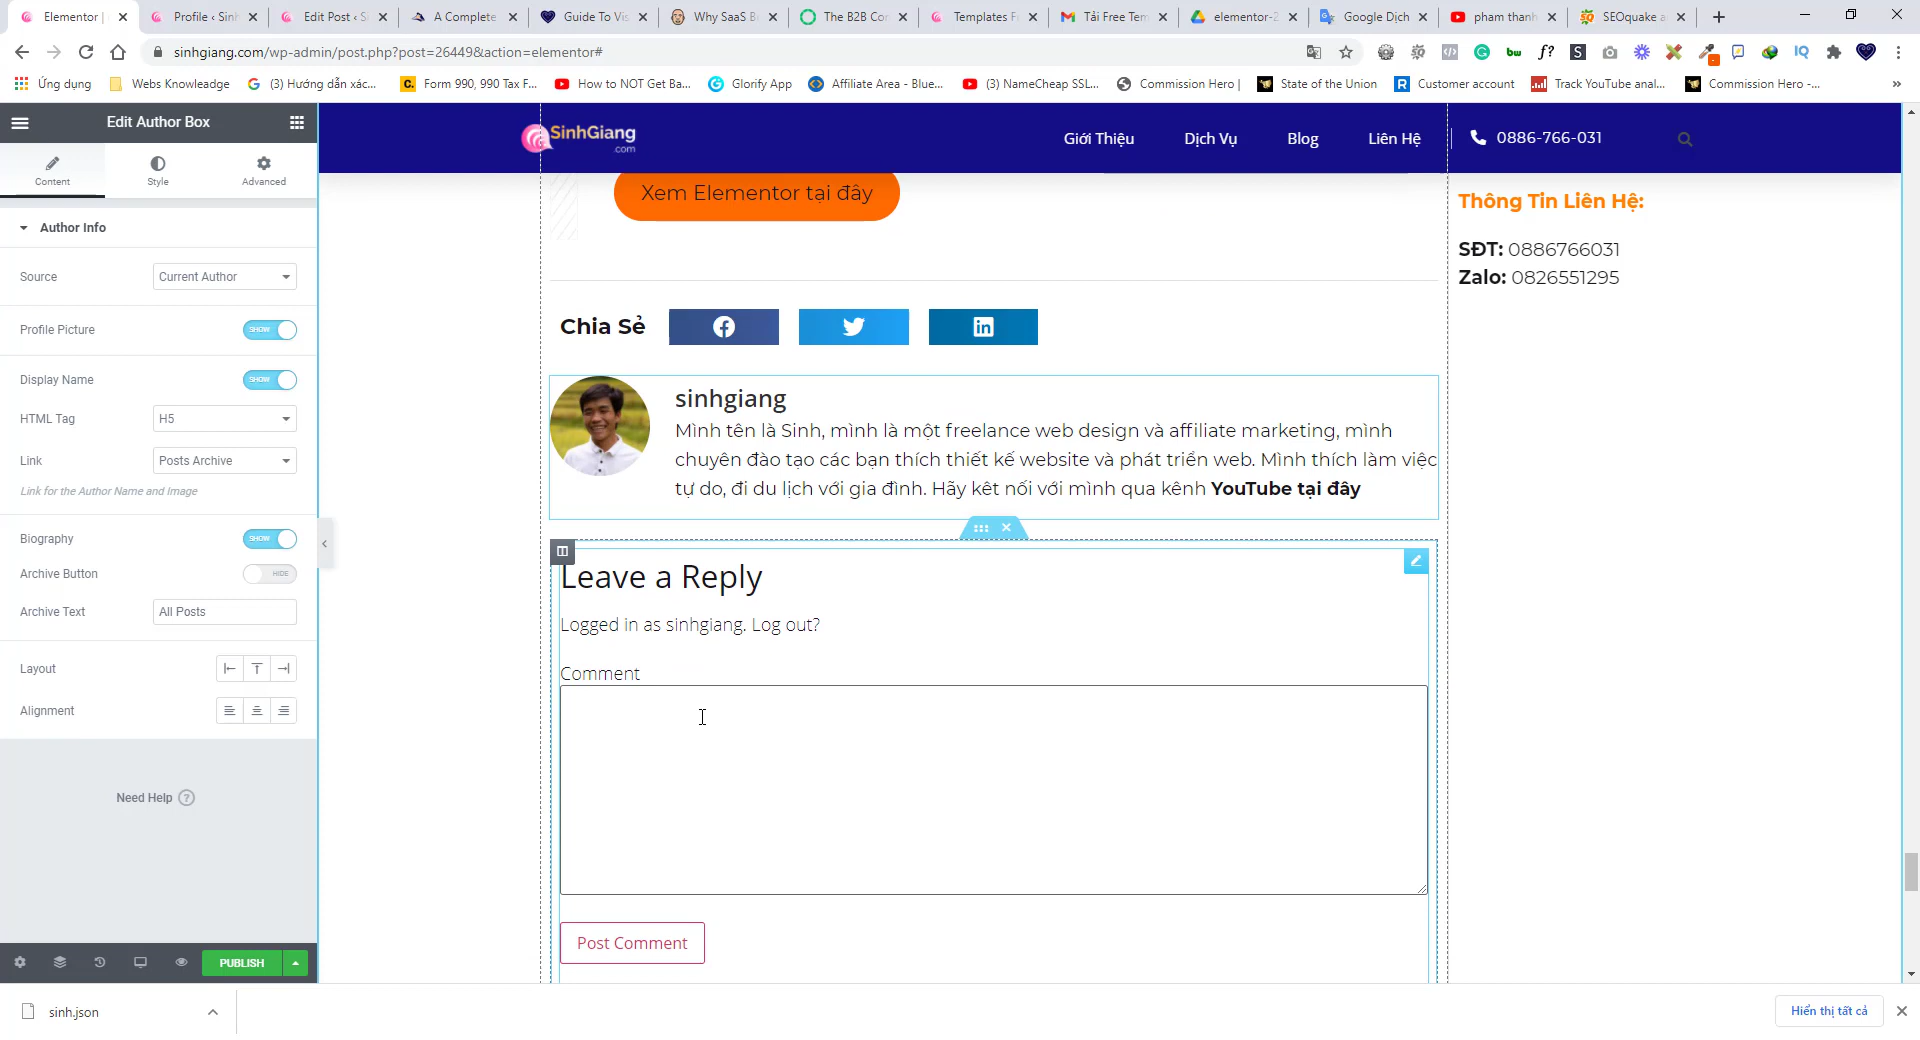 Elementor |
Profile ‹ Sinh
Edit Post ‹ S
A Complete
Guide To Vis
Why SaaS B
The B2B Con
Templates F
Tải Free Tem
elementor-2
Google Dịch
pham thanh
SEOquake a
sinhgiang.com/wp-admin/post.php?post=26449&action=elementor#
Ứng dụng
Webs Knowleadge
(3) Hướng dẫn xác...
Form 990, 990 Tax F...
How to NOT Get Ba...
Glorify App
Affiliate Area - Blue...
(3) NameCheap SSL...
Commission Hero |
State of the Union
Customer account
Track YouTube anal...
Commission Hero -...
»
Edit Author Box
Content
Style
Advanced
Author Info
Source
Current Author
Profile Picture
SHOW
Display Name
SHOW
HTML Tag
H5
Link
Posts Archive
Link for the Author Name and Image
Biography
SHOW
Archive Button
HIDE
Archive Text
All Posts
Layout
Alignment
Need Help
PUBLISH
SinhGiang
.com
Giới Thiệu
Dịch Vụ
Blog
Liên Hệ
0886-766-031
Xem Elementor tại đây
Thông Tin Liên Hệ:
SĐT: 0886766031
Zalo: 0826551295
Chia Sẻ
sinhgiang
Mình tên là Sinh, mình là một freelance web design và affiliate marketing, mình
chuyên đào tạo các bạn thích thiết kế website và phát triển web. Mình thích làm việc
tự do, đi du lịch với gia đình. Hãy kêt nối với mình qua kênh YouTube tại đây
Leave a Reply
Logged in as sinhgiang. Log out?
Comment
Post Comment
sinh.json
Hiển thị tất cả